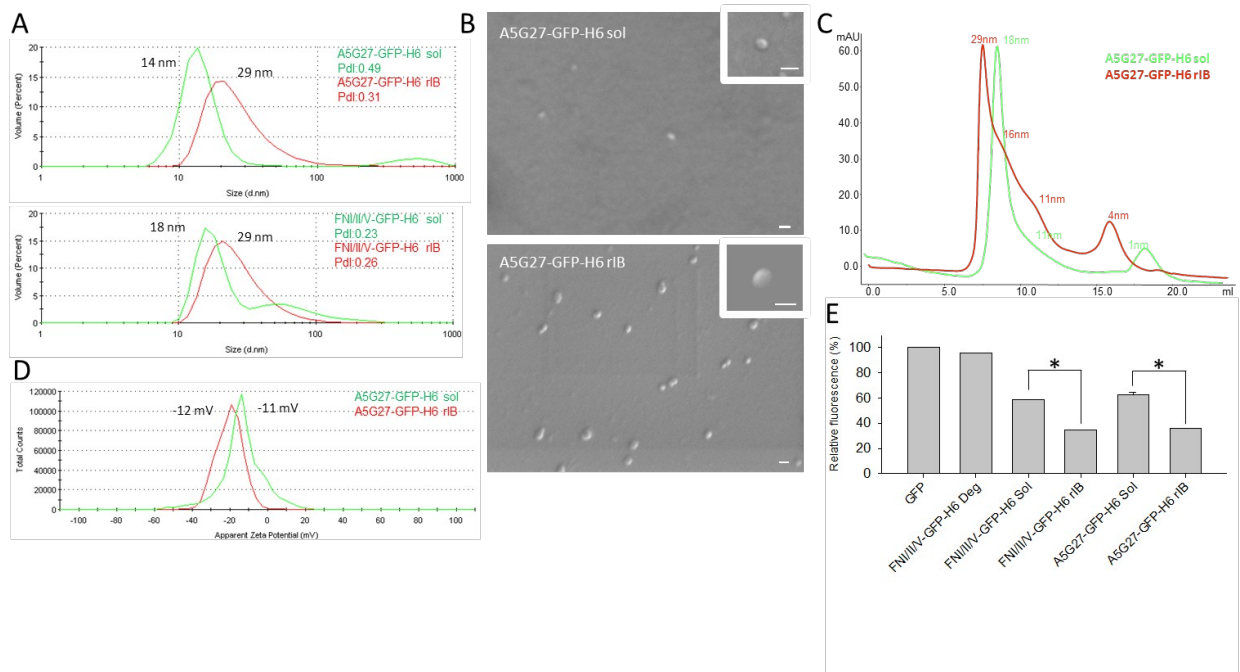 A
A5G27-GFP-H6 sol
PdI:0.49
A5G27-GFP-H6 rIB
PdI:0.31
14 nm
29 nm
Volume (Percent)
20
15
10
5
0
1
10
100
1000
Size (d.nm)
FNI/II/V-GFP-H6 sol
PdI:0.23
FNI/II/V-GFP-H6 rIB
PdI:0.26
18 nm
29 nm
Volume (Percent)
20
15
10
5
0
1
10
100
1000
Size (d.nm)
B
A5G27-GFP-H6 sol
A5G27-GFP-H6 rIB
C
mAU
60.0
50.0
40.0
30.0
20.0
10.0
0.0
29nm
18nm
16nm
11nm
11nm
4nm
1nm
A5G27-GFP-H6 sol
A5G27-GFP-H6 rIB
0.0
5.0
10.0
15.0
20.0
ml
D
A5G27-GFP-H6 sol
A5G27-GFP-H6 rIB
-12 mV
-11 mV
Total Counts
120000
100000
80000
60000
40000
20000
0
-100
-80
-60
-40
-20
0
20
40
60
80
100
Apparent Zeta Potential (mV)
E
Relative fluorescence (%)
100
80
60
40
20
0
*
*
GFP
FNI/II/V-GFP-H6 Deg
FNI/II/V-GFP-H6 Sol
FNI/II/V-GFP-H6 rIB
A5G27-GFP-H6 Sol
A5G27-GFP-H6 rIB